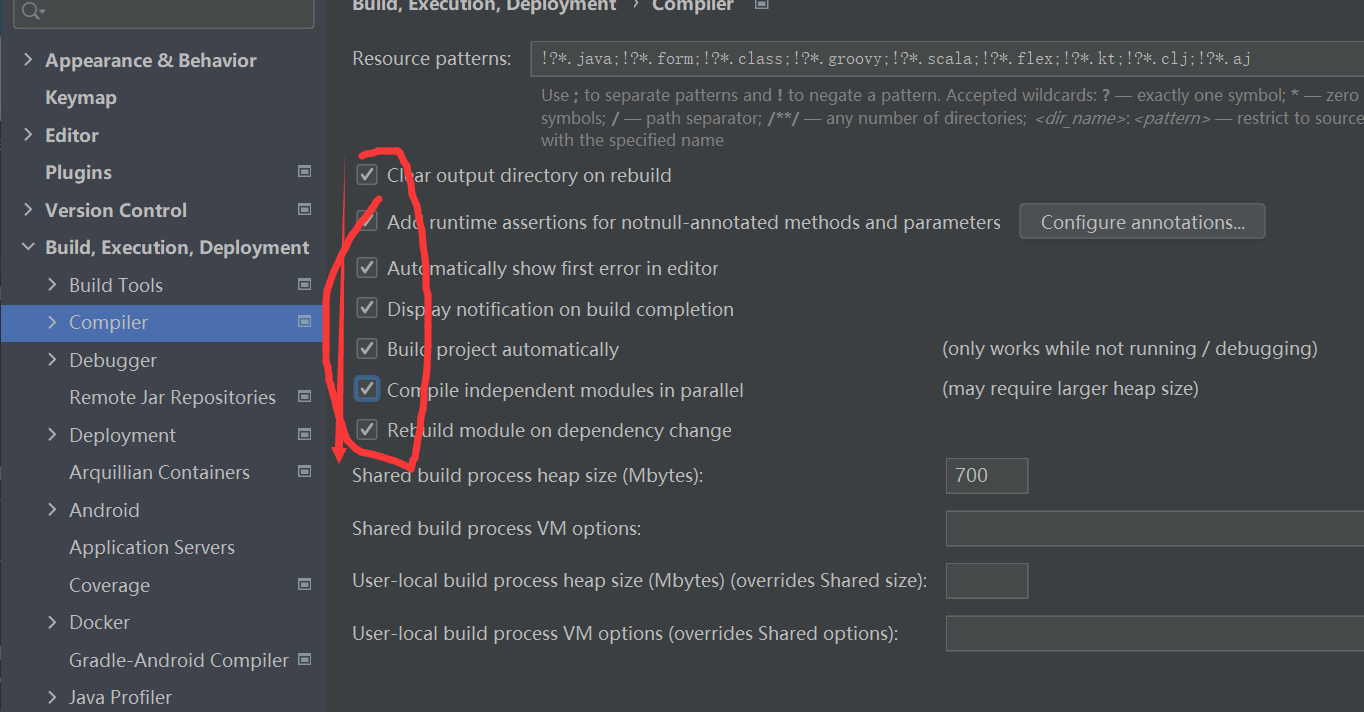 Build, Execution, Deployment › Compiler
Appearance & Behavior
Keymap
Editor
Plugins
Version Control
Build, Execution, Deployment
Build Tools
Compiler
Debugger
Remote Jar Repositories
Deployment
Arquillian Containers
Android
Application Servers
Coverage
Docker
Gradle-Android Compiler
Java Profiler
Resource patterns: !?*.java;!?*.form;!?*.class;!?*.groovy;!?*.scala;!?*.flex;!?*.kt;!?*.clj;!?*.aj
Use ; to separate patterns and ! to negate a pattern. Accepted wildcards: ? — exactly one symbol; * — zero
symbols; / — path separator; /**/ — any number of directories; <dir_name>:<pattern> — restrict to source
with the specified name
Clear output directory on rebuild
Add runtime assertions for notnull-annotated methods and parameters Configure annotations...
Automatically show first error in editor
Display notification on build completion
Build project automatically (only works while not running / debugging)
Compile independent modules in parallel (may require larger heap size)
Rebuild module on dependency change
Shared build process heap size (Mbytes): 700
Shared build process VM options:
User-local build process heap size (Mbytes) (overrides Shared size):
User-local build process VM options (overrides Shared options):